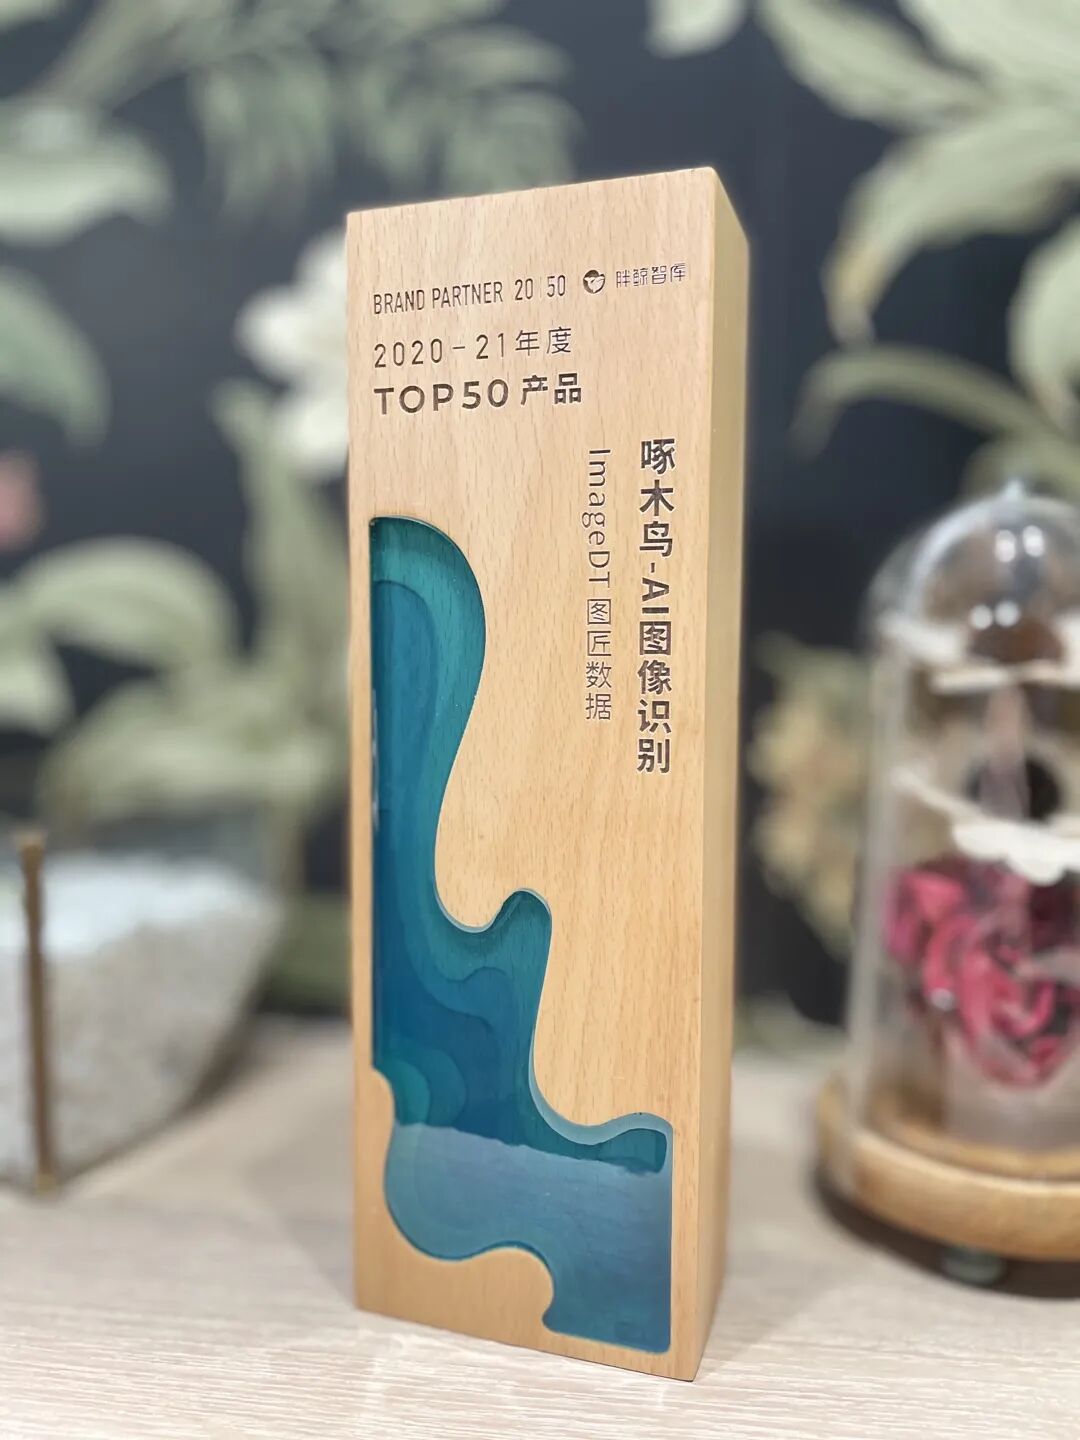 BRAND PARTNER 20|50 胖鲸智库
2020-21年度
TOP50 产品
啄木鸟-AI图像识别
ImageDT 图匠数据